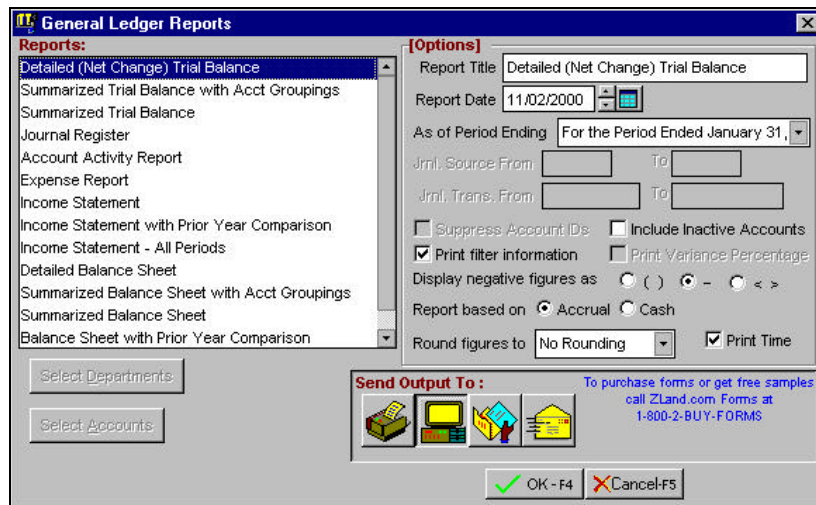 General Ledger Reports
Reports:
Detailed (Net Change) Trial Balance
Summarized Trial Balance with Acct Groupings
Summarized Trial Balance
Journal Register
Account Activity Report
Expense Report
Income Statement
Income Statement with Prior Year Comparison
Income Statement - All Periods
Detailed Balance Sheet
Summarized Balance Sheet with Acct Groupings
Summarized Balance Sheet
Balance Sheet with Prior Year Comparison
Select Departments
Select Accounts
[Options]
Report Title Detailed (Net Change) Trial Balance
Report Date 11/02/2000
As of Period Ending For the Period Ended January 31,
Jrnl. Source From To
Jrnl. Trans. From To
Suppress Account IDs Include Inactive Accounts
Print filter information Print Variance Percentage
Display negative figures as ( ) - < >
Report based on Accrual Cash
Round figures to No Rounding Print Time
Send Output To :
To purchase forms or get free samples
call ZLand.com Forms at
1-800-2-BUY-FORMS
OK - F4 Cancel-F5